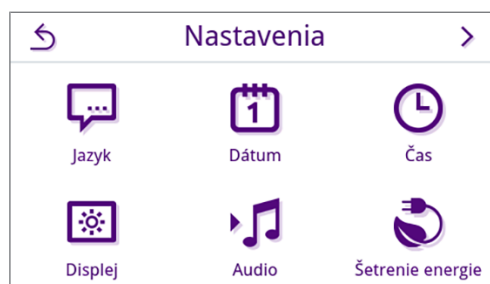 Nastavenia
...
1
Jazyk Dátum Čas
Displej Audio Šetrenie energie